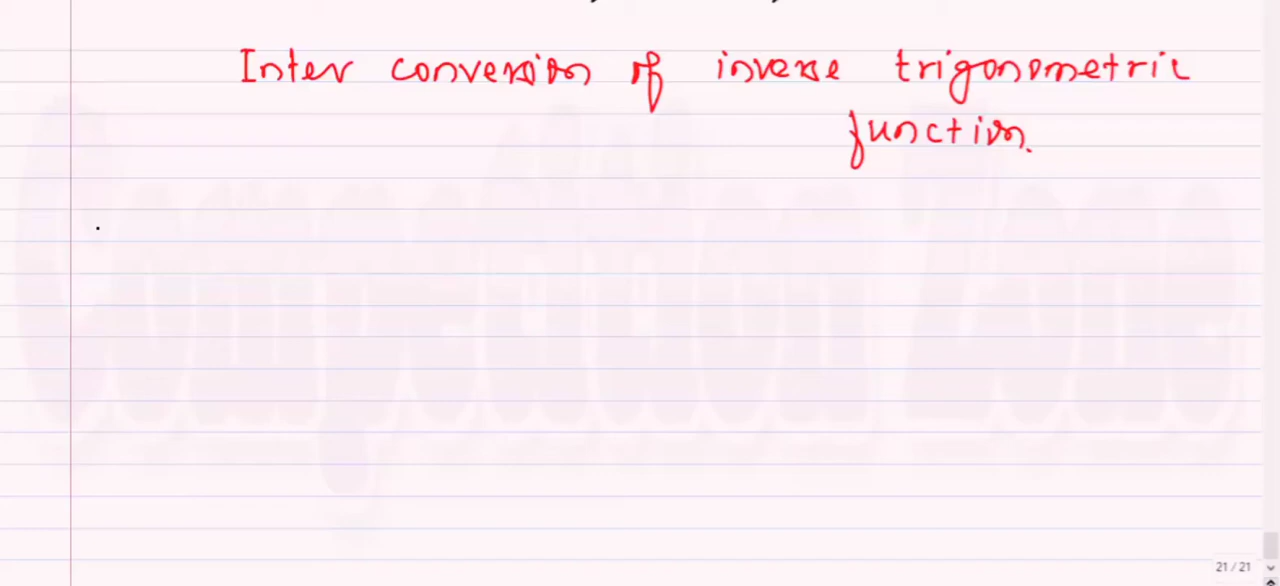 Inter conversion of inverse trigonometric
function.
21 / 21